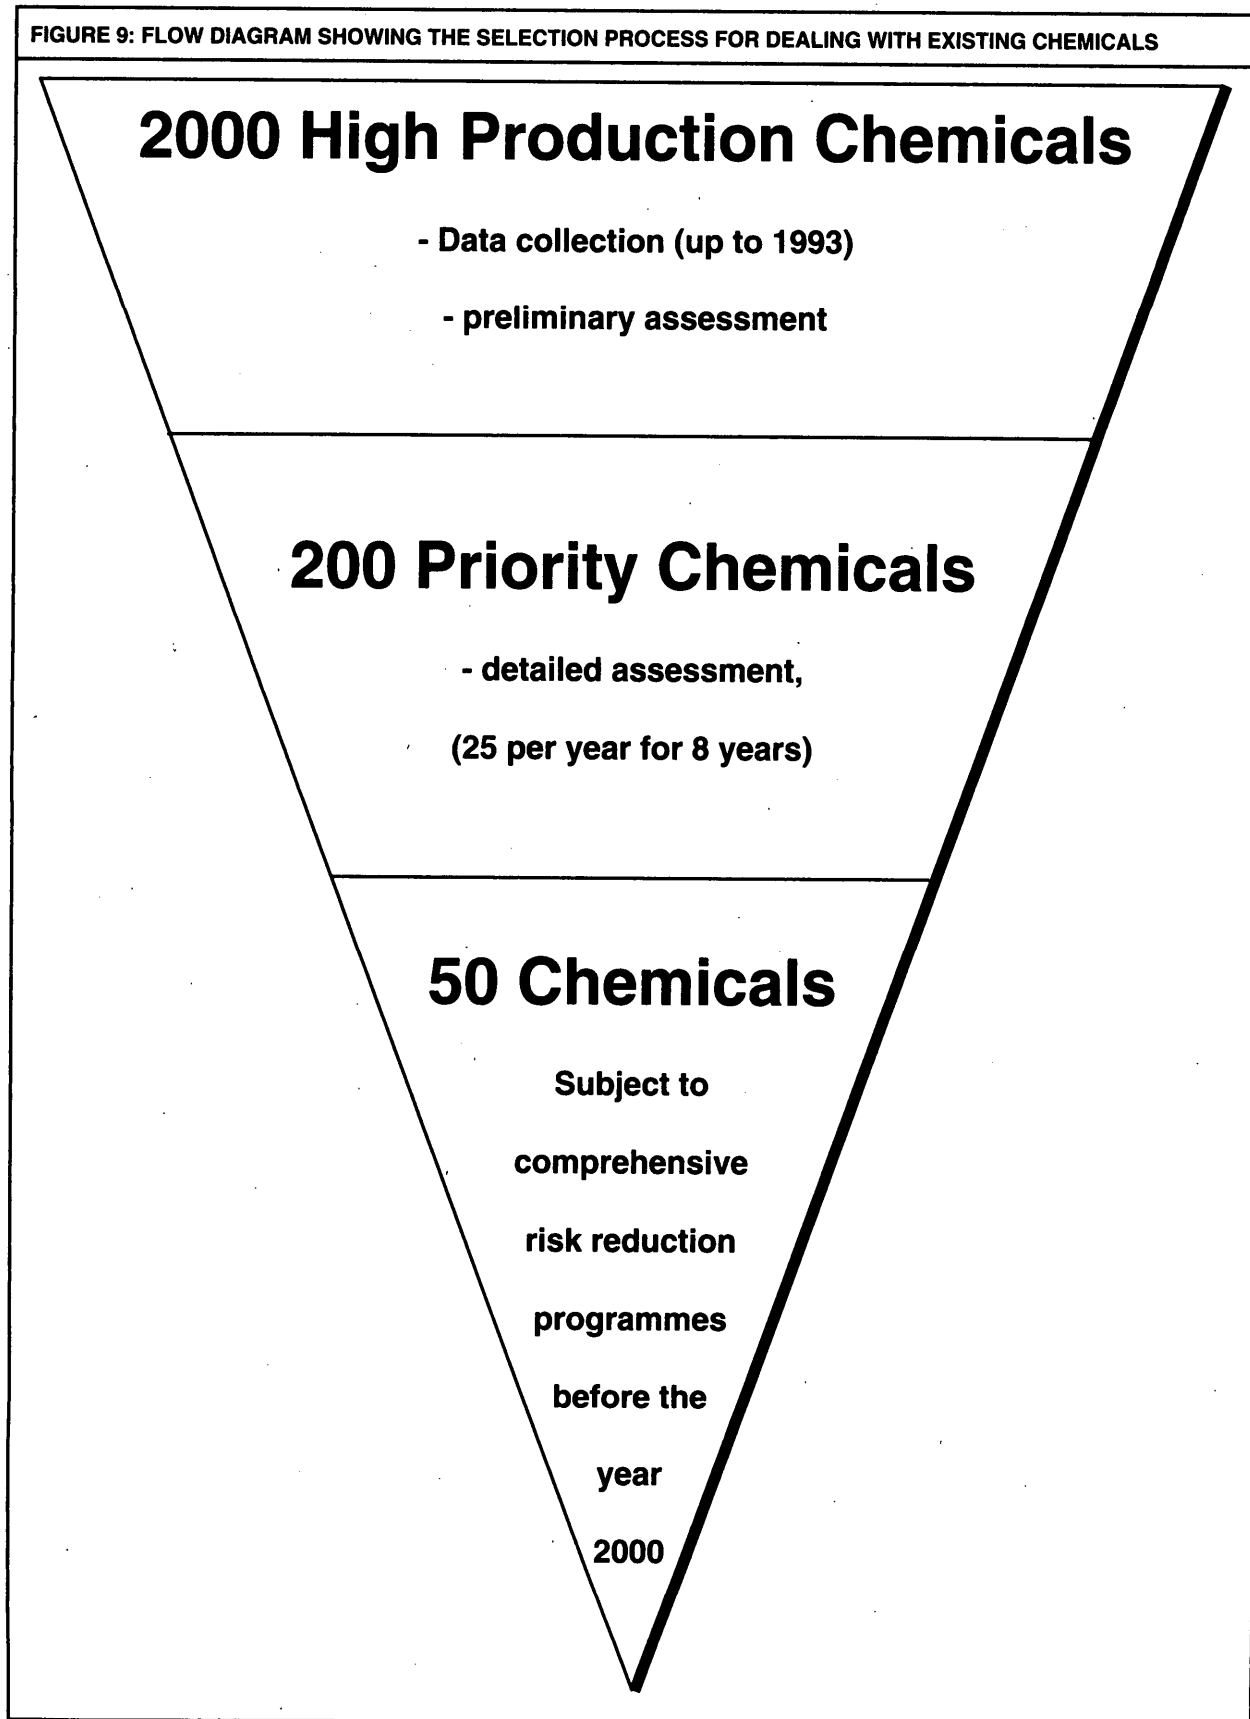 FIGURE 9: FLOW DIAGRAM SHOWING THE SELECTION PROCESS FOR DEALING WITH EXISTING CHEMICALS
2000 High Production Chemicals
- Data collection (up to 1993)
- preliminary assessment
200 Priority Chemicals
- detailed assessment,
(25 per year for 8 years)
50 Chemicals
Subject to
comprehensive
risk reduction
programmes
before the
year
2000